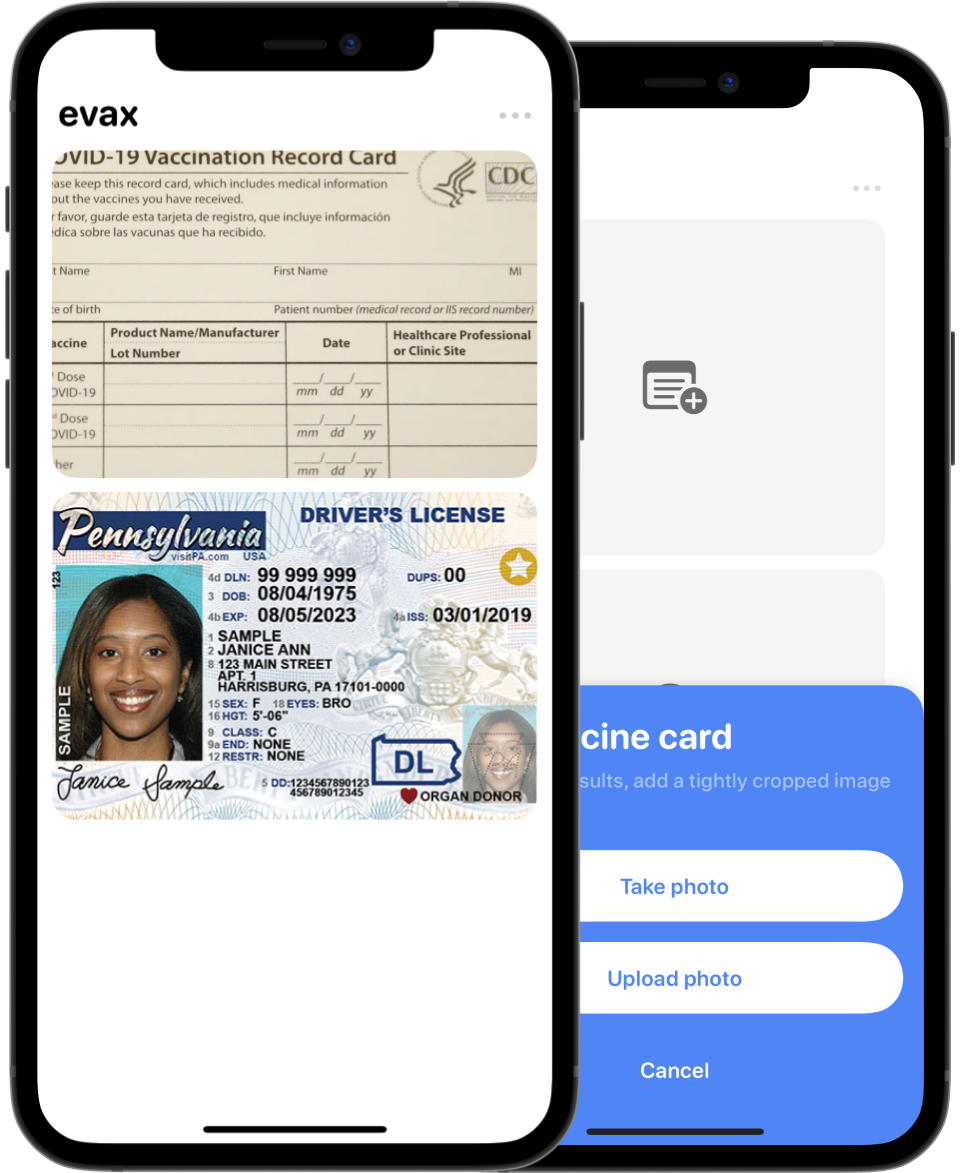 evax
OVID-19 Vaccination Record Card
ase keep this record card, which includes medical information
out the vaccines you have received.
r favor, guarde esta tarjeta de registro, que incluye información
édica sobre las vacunas que ha recibido.
CDC
t Name First Name MI
te of birth Patient number (medical record or IIS record number)
accine Product Name/Manufacturer Date Healthcare Professional
Lot Number or Clinic Site
Dose
OVID-19 mm dd yy
Dose
OVID-19 mm dd yy
her
mm dd yy
Pennsylvania DRIVER'S LICENSE
visitPA.com USA
123
4d DLN: 99 999 999 DUPS: 00
3 DOB: 08/04/1975
4b EXP: 08/05/2023 4a ISS: 03/01/2019
1 SAMPLE
2 JANICE ANN
8 123 MAIN STREET
APT. 1
HARRISBURG, PA 17101-0000
15 SEX: F 18 EYES: BRO
16 HGT: 5'-06"
9 CLASS: C
9a END: NONE
12 RESTR: NONE
SAMPLE
DL
Janice Sample
5 DD: 1234567890123
456789012345
ORGAN DONOR
cine card
sults, add a tightly cropped image
Take photo
Upload photo
Cancel